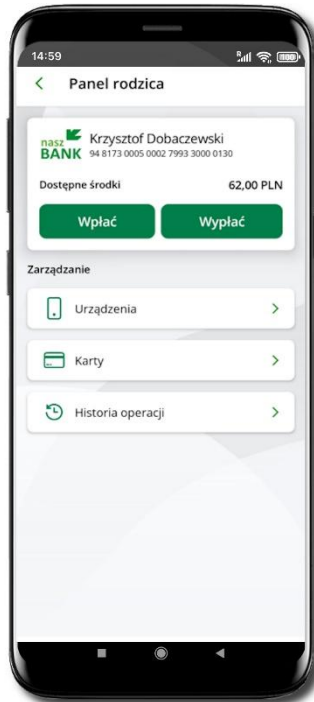 14:59
Panel rodzica
nasz
BANK
Krzysztof Dobaczewski
94 8173 0005 0002 7993 3000 0130
Dostępne środki 62,00 PLN
Wpłać Wypłać
Zarządzanie
Urządzenia
Karty
Historia operacji